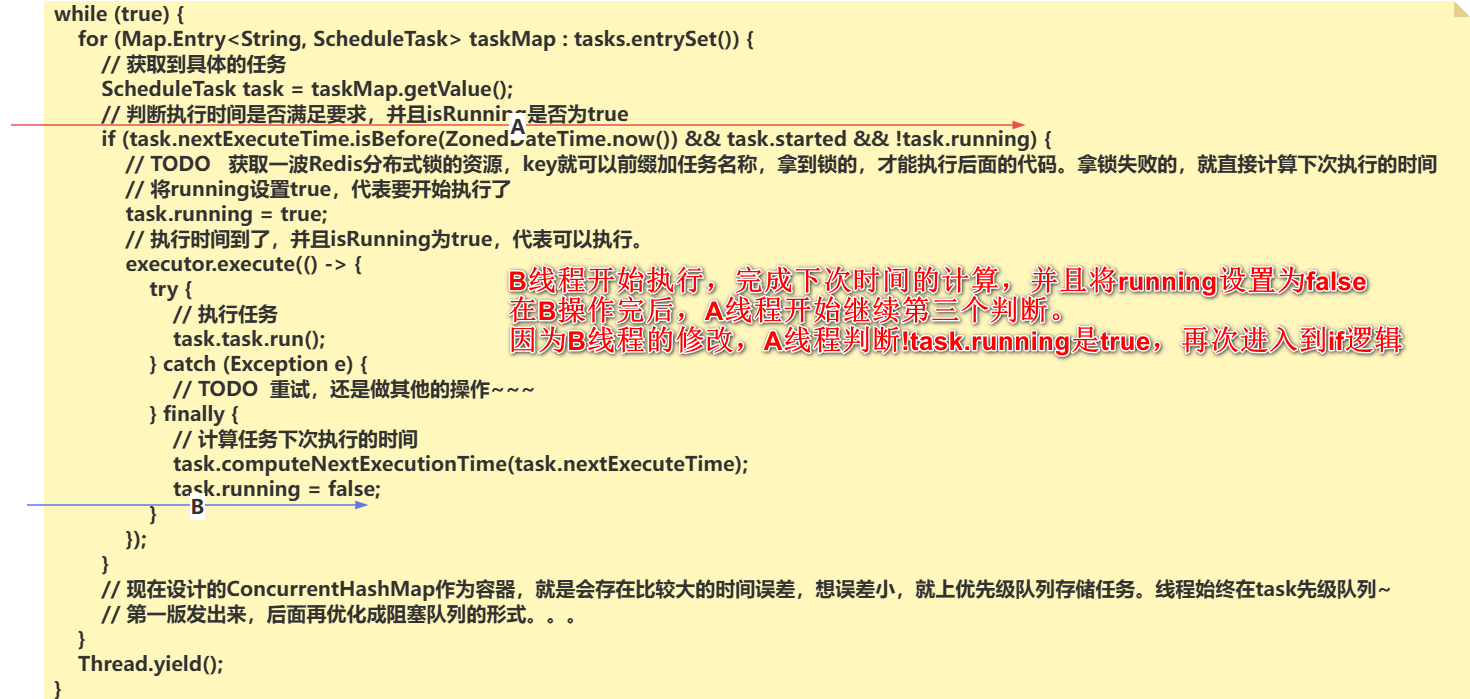 while (true) {
for (Map.Entry<String, ScheduleTask> taskMap : tasks.entrySet()) {
// 获取到具体的任务
ScheduleTask task = taskMap.getValue();
// 判断执行时间是否满足要求，并且isRunning是否为true
A
if (task.nextExecuteTime.isBefore(ZonedDateTime.now()) && task.started && !task.running) {
// TODO 获取一波Redis分布式锁的资源，key就可以前缀加任务名称，拿到锁的，才能执行后面的代码。拿锁失败的，就直接计算下次执行的时间
// 将running设置true，代表要开始执行了
task.running = true;
// 执行时间到了，并且isRunning为true，代表可以执行。
executor.execute(() -> {
B线程开始执行，完成下次时间的计算，并且将running设置为false
在B操作完后，A线程开始继续第三个判断。
因为B线程的修改，A线程判断!task.running是true，再次进入到if逻辑
try {
// 执行任务
task.task.run();
} catch (Exception e) {
// TODO 重试，还是做其他的操作~~~
} finally {
// 计算任务下次执行的时间
task.computeNextExecutionTime(task.nextExecuteTime);
task.running = false;
B
}
});
}
// 现在设计的ConcurrentHashMap作为容器，就是会存在比较大的时间误差，想误差小，就上优先级队列存储任务。线程始终在task先级队列~
// 第一版发出来，后面再优化成阻塞队列的形式。。。
}
Thread.yield();
}